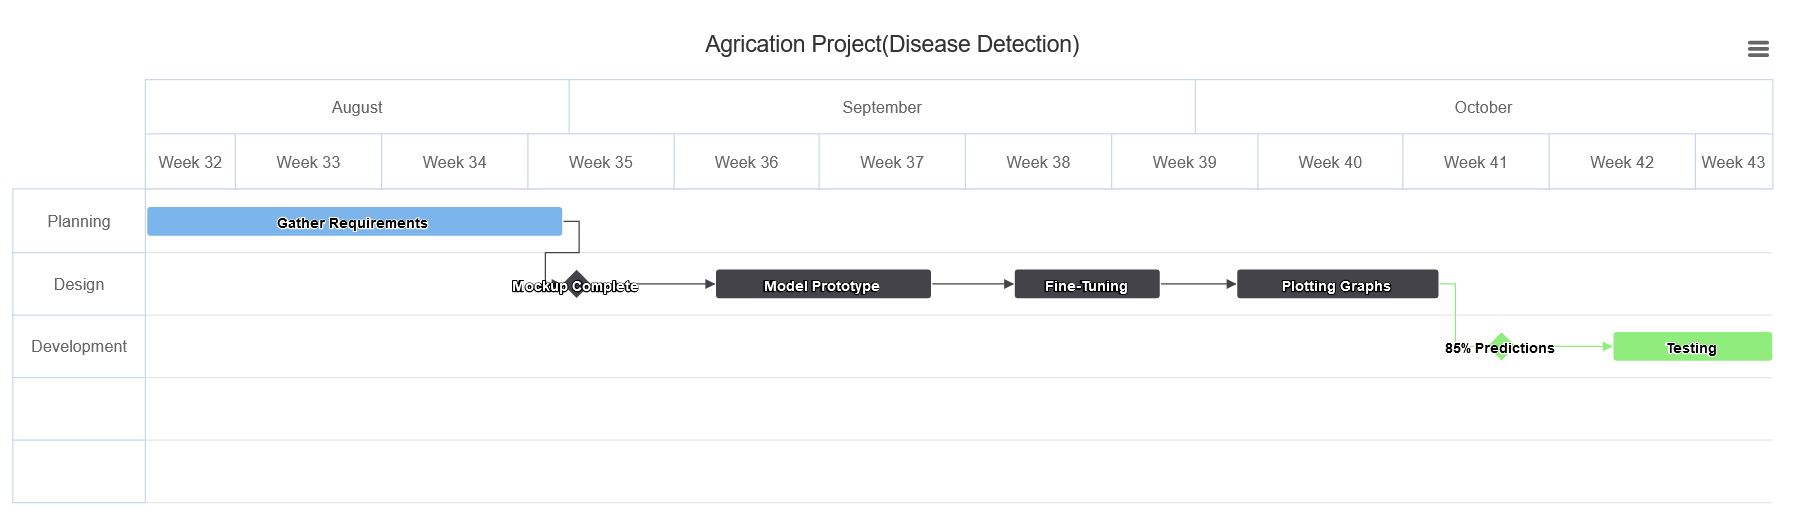 Agrication Project(Disease Detection)
August September October
Week 32 Week 33 Week 34 Week 35 Week 36 Week 37 Week 38 Week 39 Week 40 Week 41 Week 42 Week 43
Planning Gather Requirements
Design Mockup Complete Model Prototype Fine-Tuning Plotting Graphs
Development 85% Predictions Testing